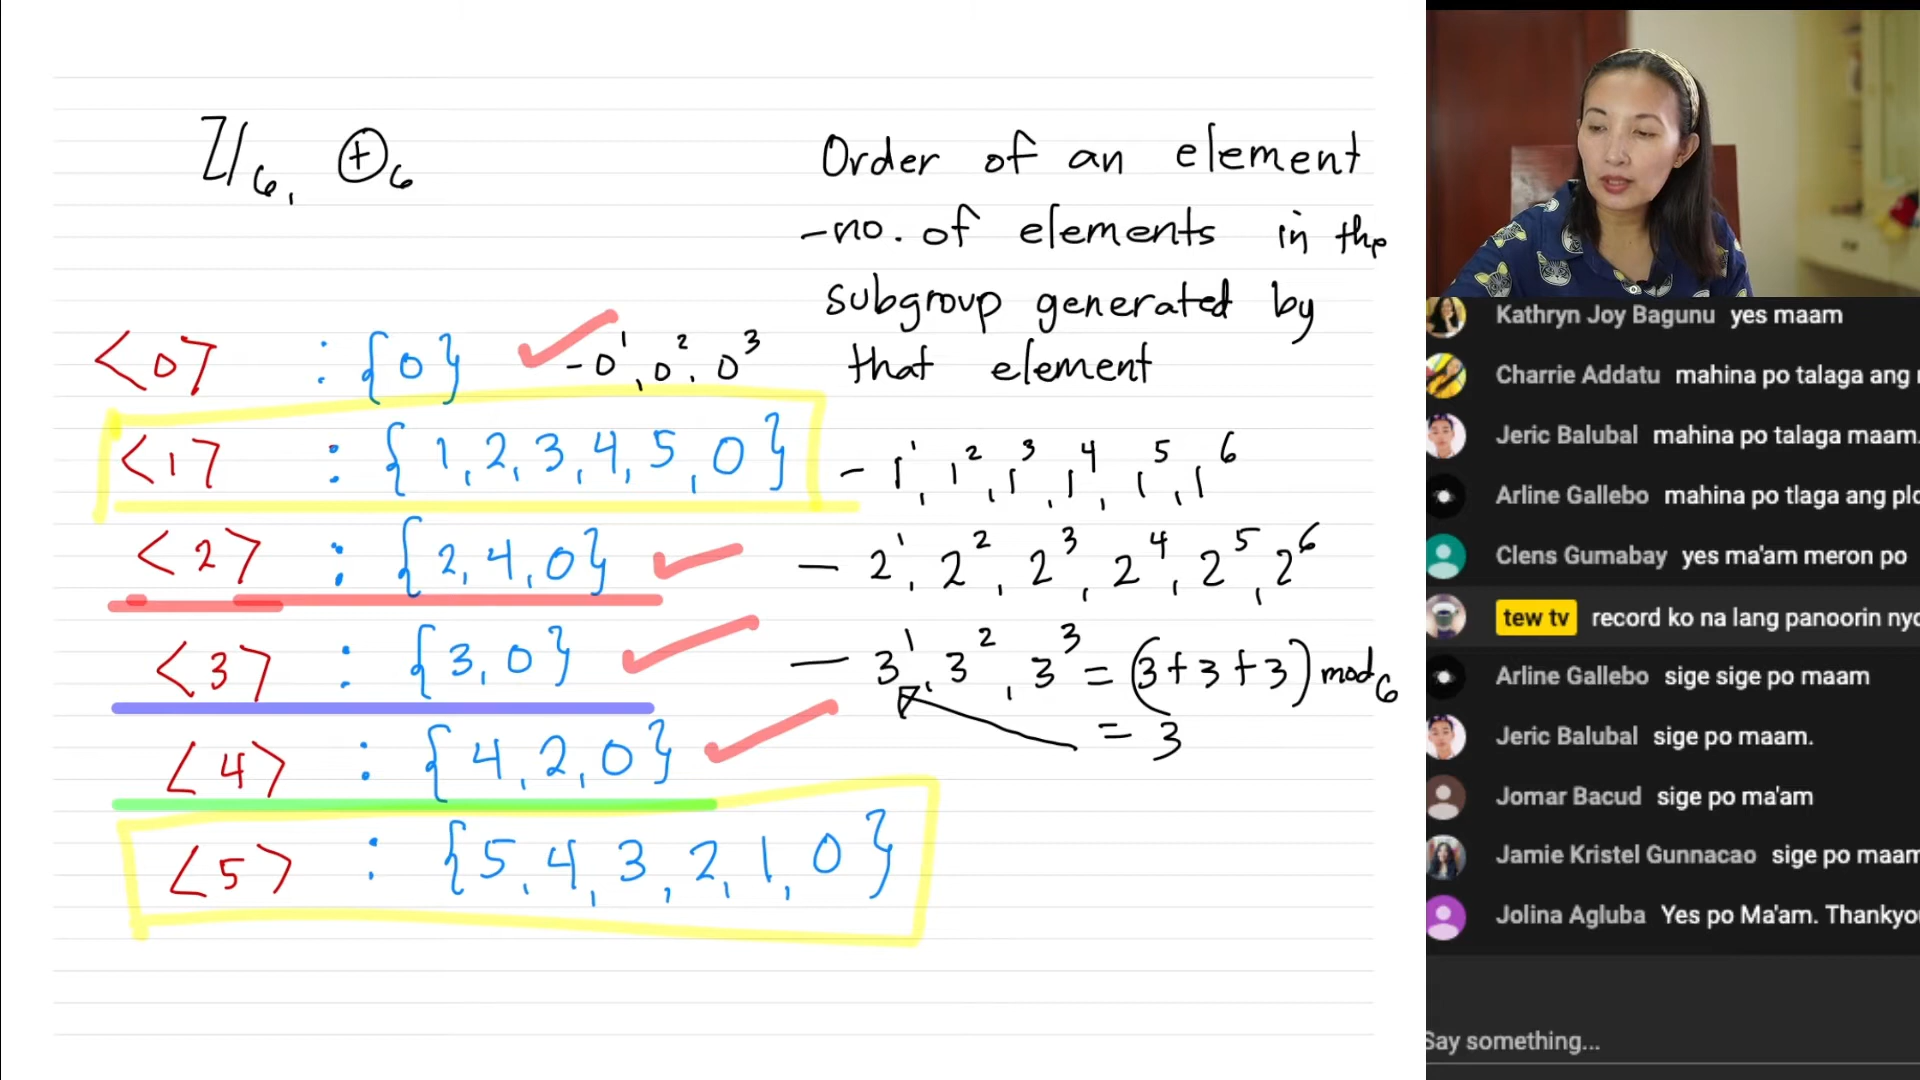 ℤ6, ⊕6
Order of an element
-no. of elements in the
subgroup generated by
that element
<0> : {0} -0¹, 0², 0³
<1> : {1, 2, 3, 4, 5, 0} - 1¹, 1², 1³, 1⁴, 1⁵, 1⁶
<2> : {2, 4, 0} - 2¹, 2², 2³, 2⁴, 2⁵, 2⁶
<3> : {3, 0} - 3¹, 3², 3³ = (3+3+3) mod 6
= 3
<4> : {4, 2, 0}
<5> : {5, 4, 3, 2, 1, 0}
Kathryn Joy Bagunu yes maam
Charrie Addatu mahina po talaga ang
Jeric Balubal mahina po talaga maam.
Arline Gallebo mahina po tlaga ang
Clens Gumabay yes ma'am meron po
tew tv record ko na lang panoorin
Arline Gallebo sige sige po maam
Jeric Balubal sige po maam.
Jomar Bacud sige po ma'am
Jamie Kristel Gunnacao sige po maam
Jolina Agluba Yes po Ma'am.
Say something...